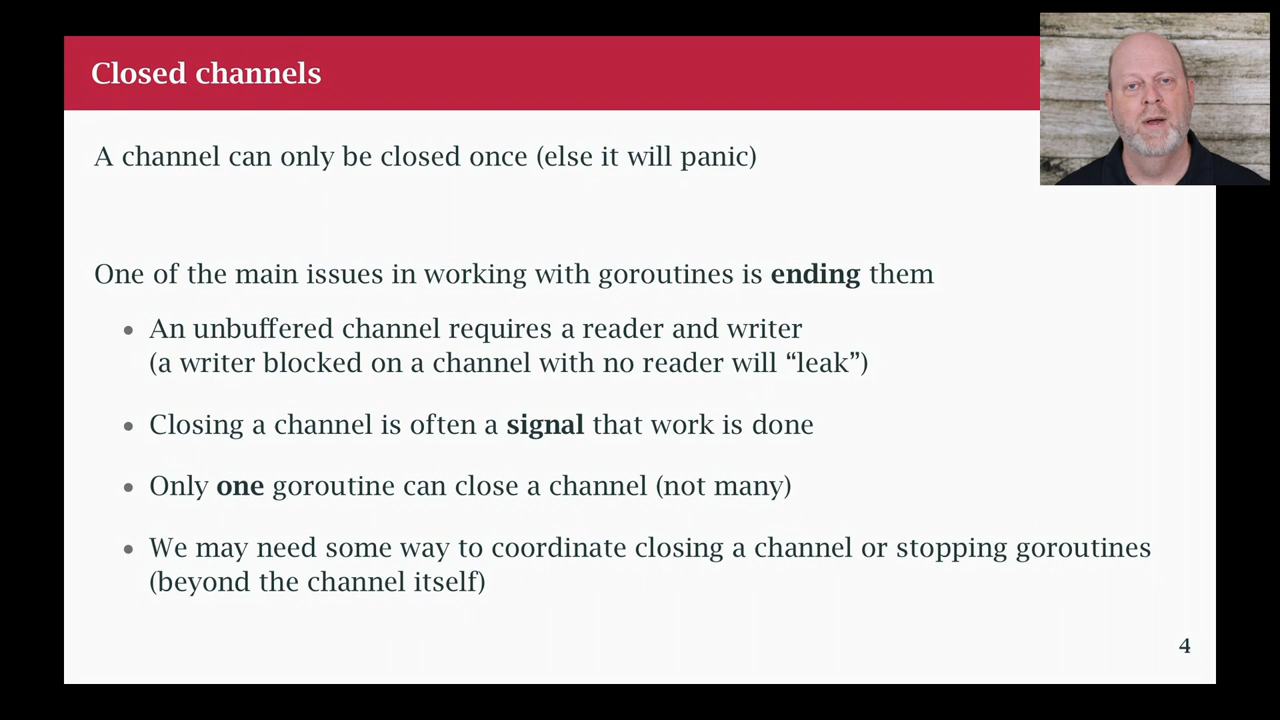 Closed channels
A channel can only be closed once (else it will panic)
One of the main issues in working with goroutines is ending them
• An unbuffered channel requires a reader and writer
(a writer blocked on a channel with no reader will “leak”)
• Closing a channel is often a signal that work is done
• Only one goroutine can close a channel (not many)
• We may need some way to coordinate closing a channel or stopping goroutines
(beyond the channel itself)
4